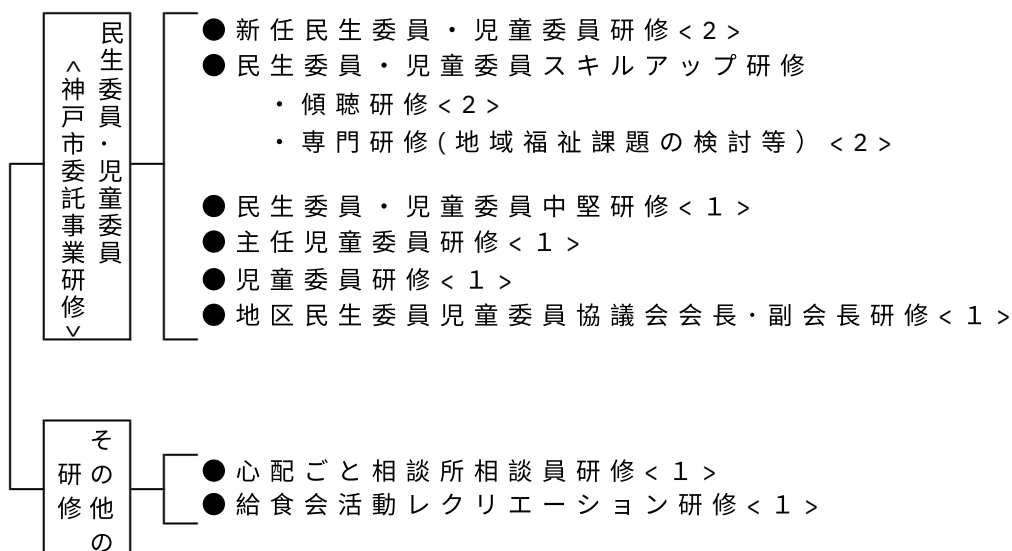 民生委員・児童委員
<神戸市委託事業研修>
●新任民生委員・児童委員研修<2>
●民生委員・児童委員スキルアップ研修
・傾聴研修<2>
・専門研修(地域福祉課題の検討等）<2>
●民生委員・児童委員中堅研修<１>
●主任児童委員研修<１>
●児童委員研修<１>
●地区民生委員児童委員協議会会長・副会長研修<１>
その他の
研修
●心配ごと相談所相談員研修<１>
●給食会活動レクリエーション研修<１>